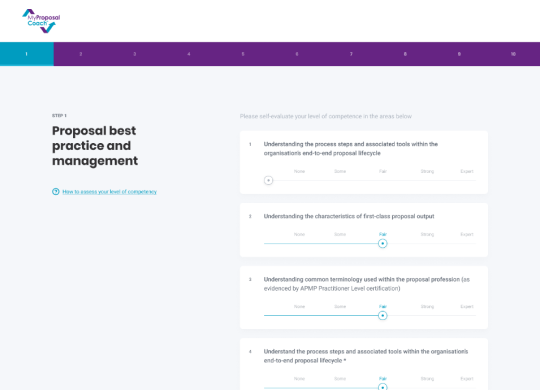 MyProposal
Coach
1 2 3 4 5 6 7 8 9 10
STEP 1
Proposal best
practice and
management
How to assess your level of competency
Please self-evaluate your level of competence in the areas below
1 Understanding the process steps and associated tools within the
organisation's end-to-end proposal lifecycle
None Some Fair Strong Expert
2 Understanding the characteristics of first-class proposal output
None Some Fair Strong Expert
3 Understanding common terminology used within the proposal profession (as
evidenced by APMP Practitioner Level certification)
None Some Fair Strong Expert
4 Understand the process steps and associated tools within the organisation's
end-to-end proposal lifecycle *
None Some Fair Strong Expert